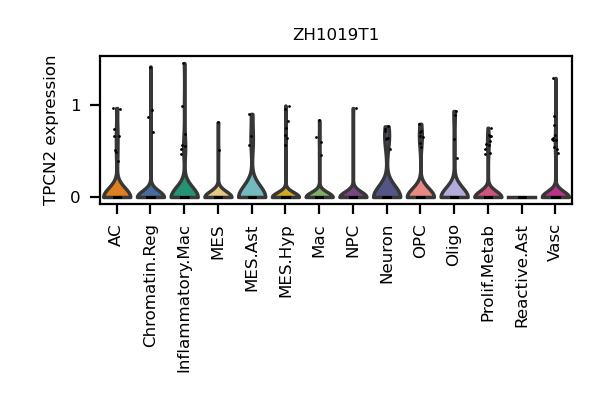 ZH1019T1
TPCN2 expression
1
0
AC
Chromatin.Reg
Inflammatory.Mac
MES
MES.Ast
MES.Hyp
Mac
NPC
Neuron
OPC
Oligo
Prolif.Metab
Reactive.Ast
Vasc